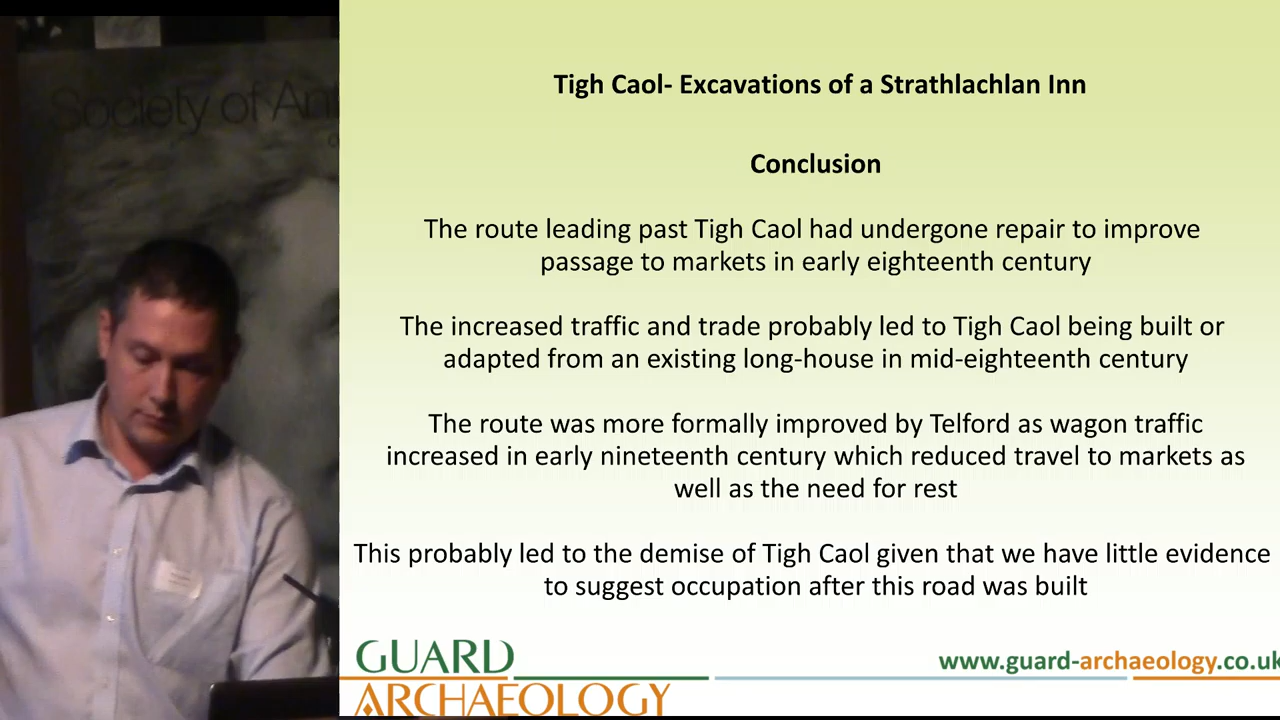 Society of An
Tigh Caol- Excavations of a Strathlachlan Inn
Conclusion
The route leading past Tigh Caol had undergone repair to improve
passage to markets in early eighteenth century
The increased traffic and trade probably led to Tigh Caol being built or
adapted from an existing long-house in mid-eighteenth century
The route was more formally improved by Telford as wagon traffic
increased in early nineteenth century which reduced travel to markets as
well as the need for rest
This probably led to the demise of Tigh Caol given that we have little evidence
to suggest occupation after this road was built
GUARD
ARCHAEOLOGY
www.guard-archaeology.co.uk